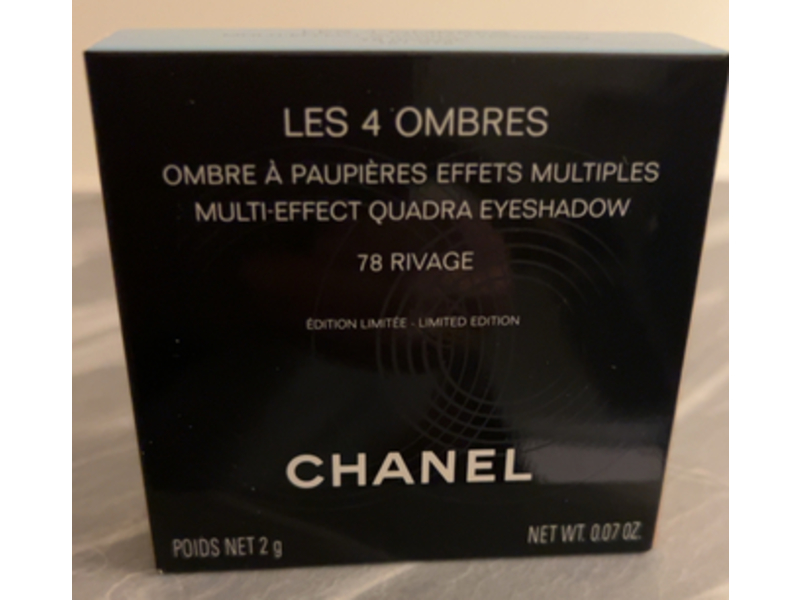 LES 4 OMBRES
OMBRE À PAUPIÈRES EFFETS MULTIPLES
MULTI-EFFECT QUADRA EYESHADOW
78 RIVAGE
ÉDITION LIMITÉE - LIMITED EDITION
CHANEL
POIDS NET 2 g
NET WT. 0.07 OZ.